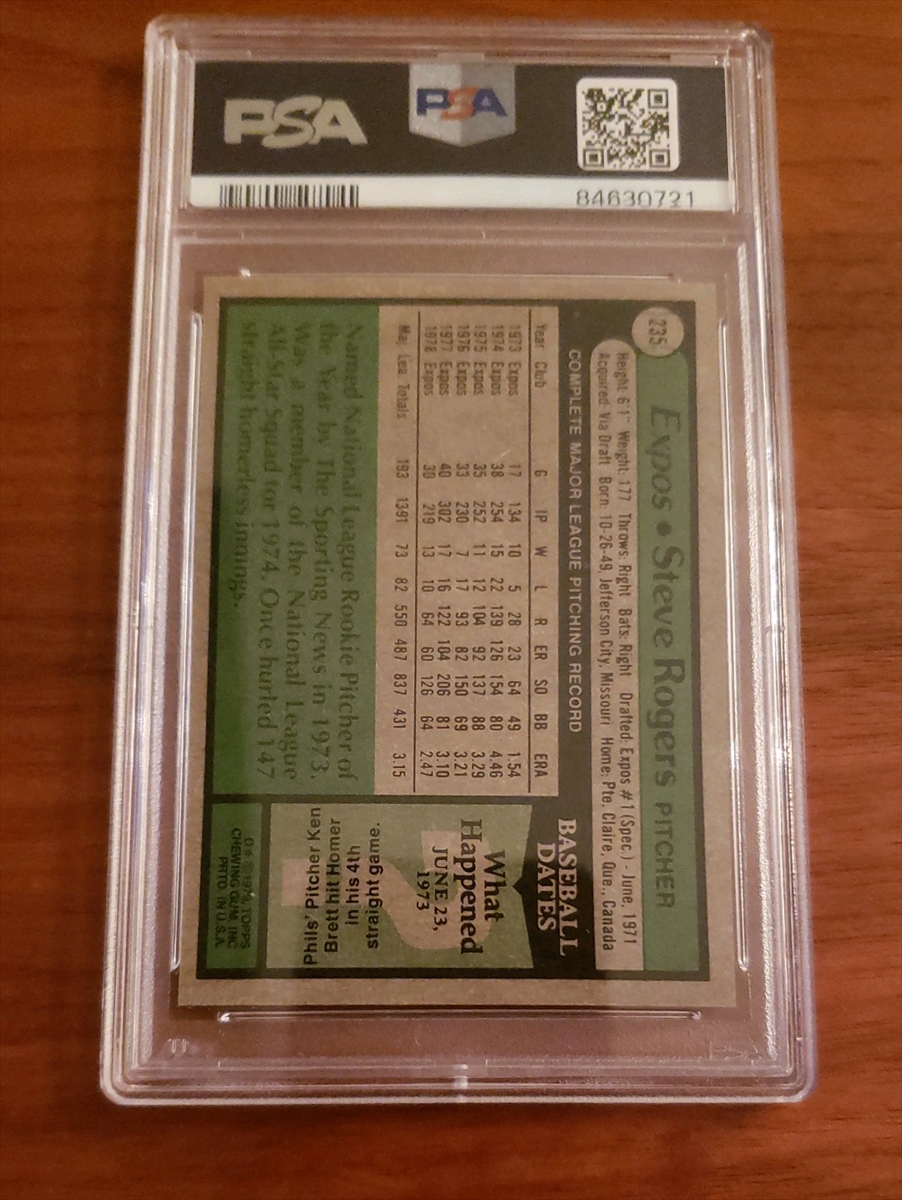 PSA
PSA
84630721
235
Expos • Steve Rogers PITCHER
Height: 6'1" Weight: 177 Throws: Right Bats: Right Drafted: Expos #1 (Spec.) - June, 1971
Acquired: Via Draft Born: 10-26-49, Jefferson City, Missouri Home: Pte. Claire, Que., Canada
COMPLETE MAJOR LEAGUE PITCHING RECORD
Year Club G IP W L R ER SO BB ERA
1973 Expos 17 134 10 5 28 23 64 49 1.54
1974 Expos 38 254 15 22 139 126 154 80 4.46
1975 Expos 35 252 11 12 104 92 137 88 3.29
1976 Expos 33 230 7 17 93 82 150 69 3.21
1977 Expos 40 302 17 16 122 104 206 81 3.10
1978 Expos 30 219 13 10 64 60 126 64 2.47
Maj. Lea. Totals 193 1391 73 82 550 487 837 431 3.15
Named National League Rookie Pitcher of
the Year by The Sporting News in 1973.
Was a member of the National League
All-Star Squad for 1974. Once hurled 147
straight homerless innings.
BASEBALL
DATES
What
Happened
JUNE 23,
1973
Phils' Pitcher Ken
Brett hit Homer
in his 4th
straight game.
©1979, TOPPS
CHEWING GUM, INC
PRTD. IN U.S.A.